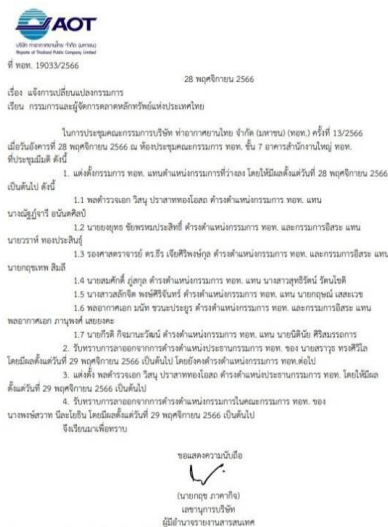 AOT
บริษัท ท่าอากาศยานไทย จำกัด (มหาชน)
Airports of Thailand Public Company Limited
ที่ ทอท. 19033/2566
28 พฤศจิกายน 2566
เรื่อง แจ้งการเปลี่ยนแปลงกรรมการ
เรียน กรรมการและผู้จัดการตลาดหลักทรัพย์แห่งประเทศไทย
ในการประชุมคณะกรรมการบริษัท ท่าอากาศยานไทย จำกัด (มหาชน) (ทอท.) ครั้งที่ 13/2566
เมื่อวันอังคารที่ 28 พฤศจิกายน 2566 ณ ห้องประชุมคณะกรรมการ ทอท. ชั้น 7 อาคารสำนักงานใหญ่ ทอท.
ที่ประชุมมีมติ ดังนี้
1. แต่งตั้งกรรมการ ทอท. แทนตำแหน่งกรรมการที่ว่างลง โดยให้มีผลตั้งแต่วันที่ 28 พฤศจิกายน 2566
เป็นต้นไป ดังนี้
1.1 พลตำรวจเอก วิสนุ ปราสาททองโอสถ ดำรงตำแหน่งกรรมการ ทอท. แทน
นางณัฐฏ์จารี อนันตศิลป์
1.2 นายยงยุทธ ชัยพรหมประสิทธิ์ ดำรงตำแหน่งกรรมการ ทอท. และกรรมการอิสระ แทน
นายวราห์ ทองประสินธุ์
1.3 รองศาสตราจารย์ ดร.ธีร เจียศิริพงษ์กุล ดำรงตำแหน่งกรรมการ ทอท. และกรรมการอิสระ แทน
นายกฤชเทพ สิมลี
1.4 นายสมศักดิ์ ภู่สกุล ดำรงตำแหน่งกรรมการ ทอท. แทน นางสาวสุทธิรัตน์ รัตนโชติ
1.5 นางสาวสลักจิต พงษ์ศิริจันทร์ ดำรงตำแหน่งกรรมการ ทอท. แทน นายกฤษณ์ เสสะเวช
1.6 พลอากาศเอก มนัท ชวนะประยูร ดำรงตำแหน่งกรรมการ ทอท. และกรรมการอิสระ แทน
พลอากาศเอก ภานุพงศ์ เสยยงคะ
1.7 นายกีรติ กิจมานะวัฒน์ ดำรงตำแหน่งกรรมการ ทอท. แทน นายนิตินัย ศิริสมรรถการ
2. รับทราบการลาออกจากการดำรงตำแหน่งประธานกรรมการ ทอท. ของ นายสราวุธ ทรงศิวิไล
โดยมีผลตั้งแต่วันที่ 29 พฤศจิกายน 2566 เป็นต้นไป โดยยังคงดำรงตำแหน่งกรรมการ ทอท.ต่อไป
3. แต่งตั้ง พลตำรวจเอก วิสนุ ปราสาททองโอสถ ดำรงตำแหน่งประธานกรรมการ ทอท. โดยให้มีผล
ตั้งแต่วันที่ 29 พฤศจิกายน 2566 เป็นต้นไป
4. รับทราบการลาออกจากการดำรงตำแหน่งกรรมการในคณะกรรมการ ทอท. ของ
นางพงษ์สวาท นีละโยธิน โดยมีผลตั้งแต่วันที่ 29 พฤศจิกายน 2566 เป็นต้นไป
จึงเรียนมาเพื่อทราบ
ขอแสดงความนับถือ
(นายกฤช ภาคากิจ)
เลขานุการบริษัท
ผู้มีอำนาจรายงานสารสนเทศ